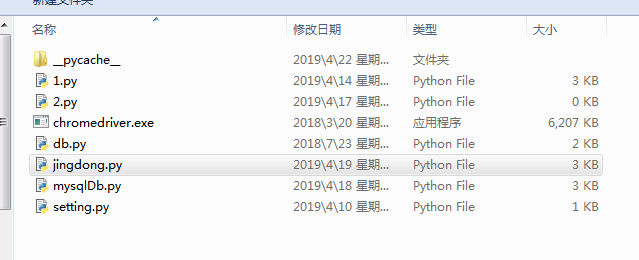 新建文件夹
名称 修改日期 类型 大小
__pycache__ 2019\4\22 星期... 文件夹
1.py 2019\4\14 星期... Python File 3 KB
2.py 2019\4\17 星期... Python File 0 KB
chromedriver.exe 2018\3\20 星期... 应用程序 6,207 KB
db.py 2018\7\23 星期... Python File 2 KB
jingdong.py 2019\4\19 星期... Python File 3 KB
mysqlDb.py 2019\4\18 星期... Python File 3 KB
setting.py 2019\4\10 星期... Python File 1 KB